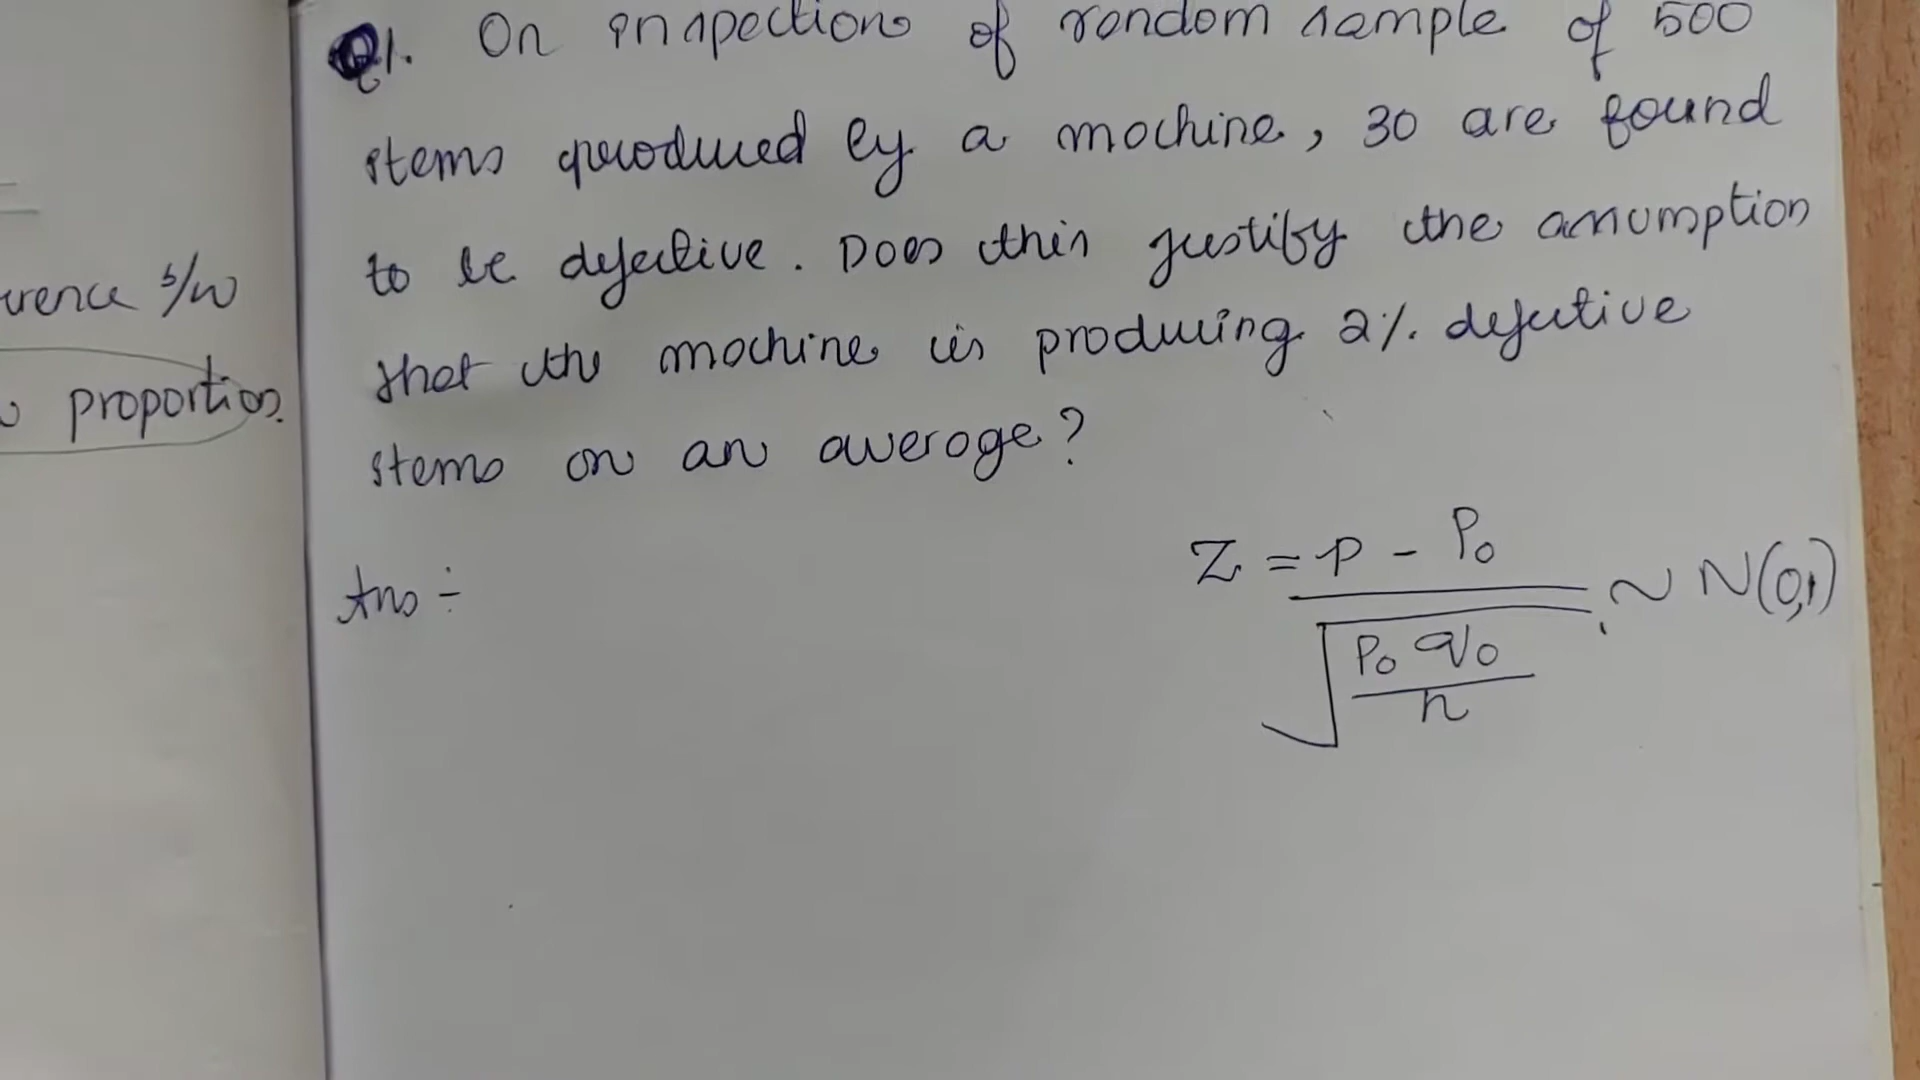 urence b/w
proportion.
Q1. On inspection of random sample of 500
items produced by a machine, 30 are found
to be defective. Does this justify the assumption
that the machine is producing 2% defective
items on an average?
Ans ÷
Z = p - P₀
√ P₀ q₀ ~ N(0,1)
n